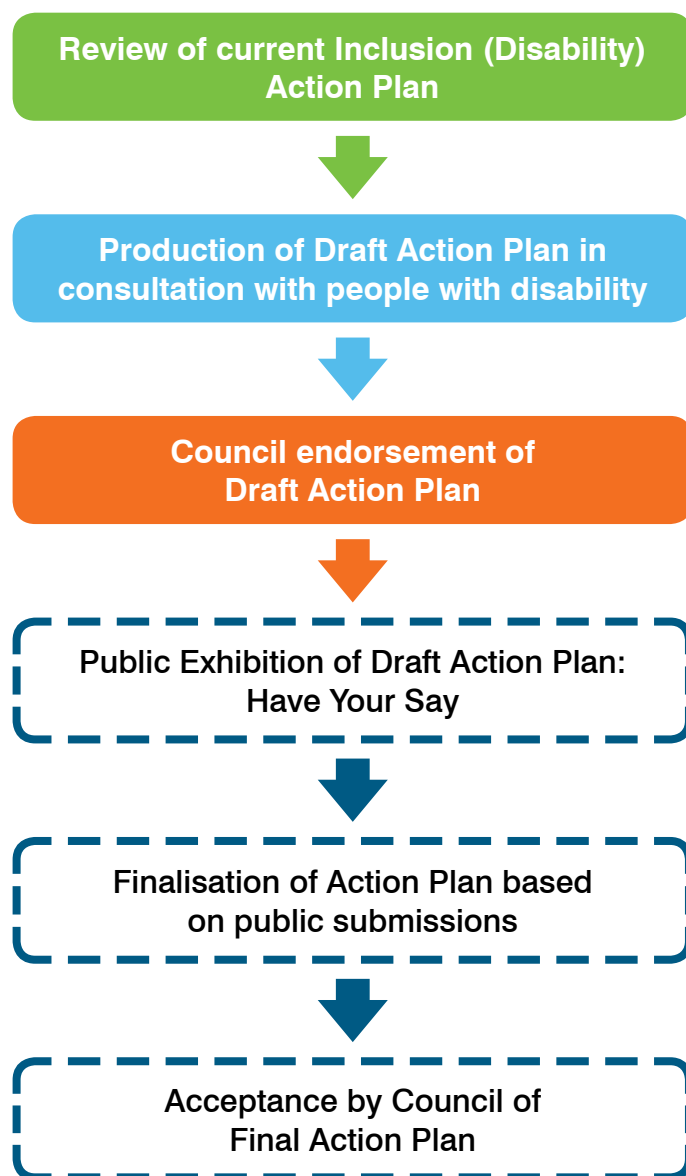 Review of current Inclusion (Disability)
Action Plan
Production of Draft Action Plan in
consultation with people with disability
Council endorsement of
Draft Action Plan
Public Exhibition of Draft Action Plan:
Have Your Say
Finalisation of Action Plan based
on public submissions
Acceptance by Council of
Final Action Plan